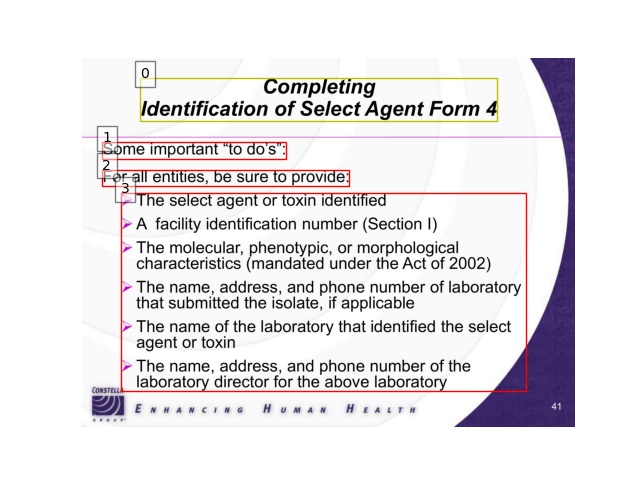 0
Completing
Identification of Select Agent Form 4
1
Some important “to do’s”:
2
For all entities, be sure to provide:
3
The select agent or toxin identified
A facility identification number (Section I)
The molecular, phenotypic, or morphological
characteristics (mandated under the Act of 2002)
The name, address, and phone number of laboratory
that submitted the isolate, if applicable
The name of the laboratory that identified the select
agent or toxin
The name, address, and phone number of the
laboratory director for the above laboratory
CONSTELLA
GROUP
ENHANCING HUMAN HEALTH
41